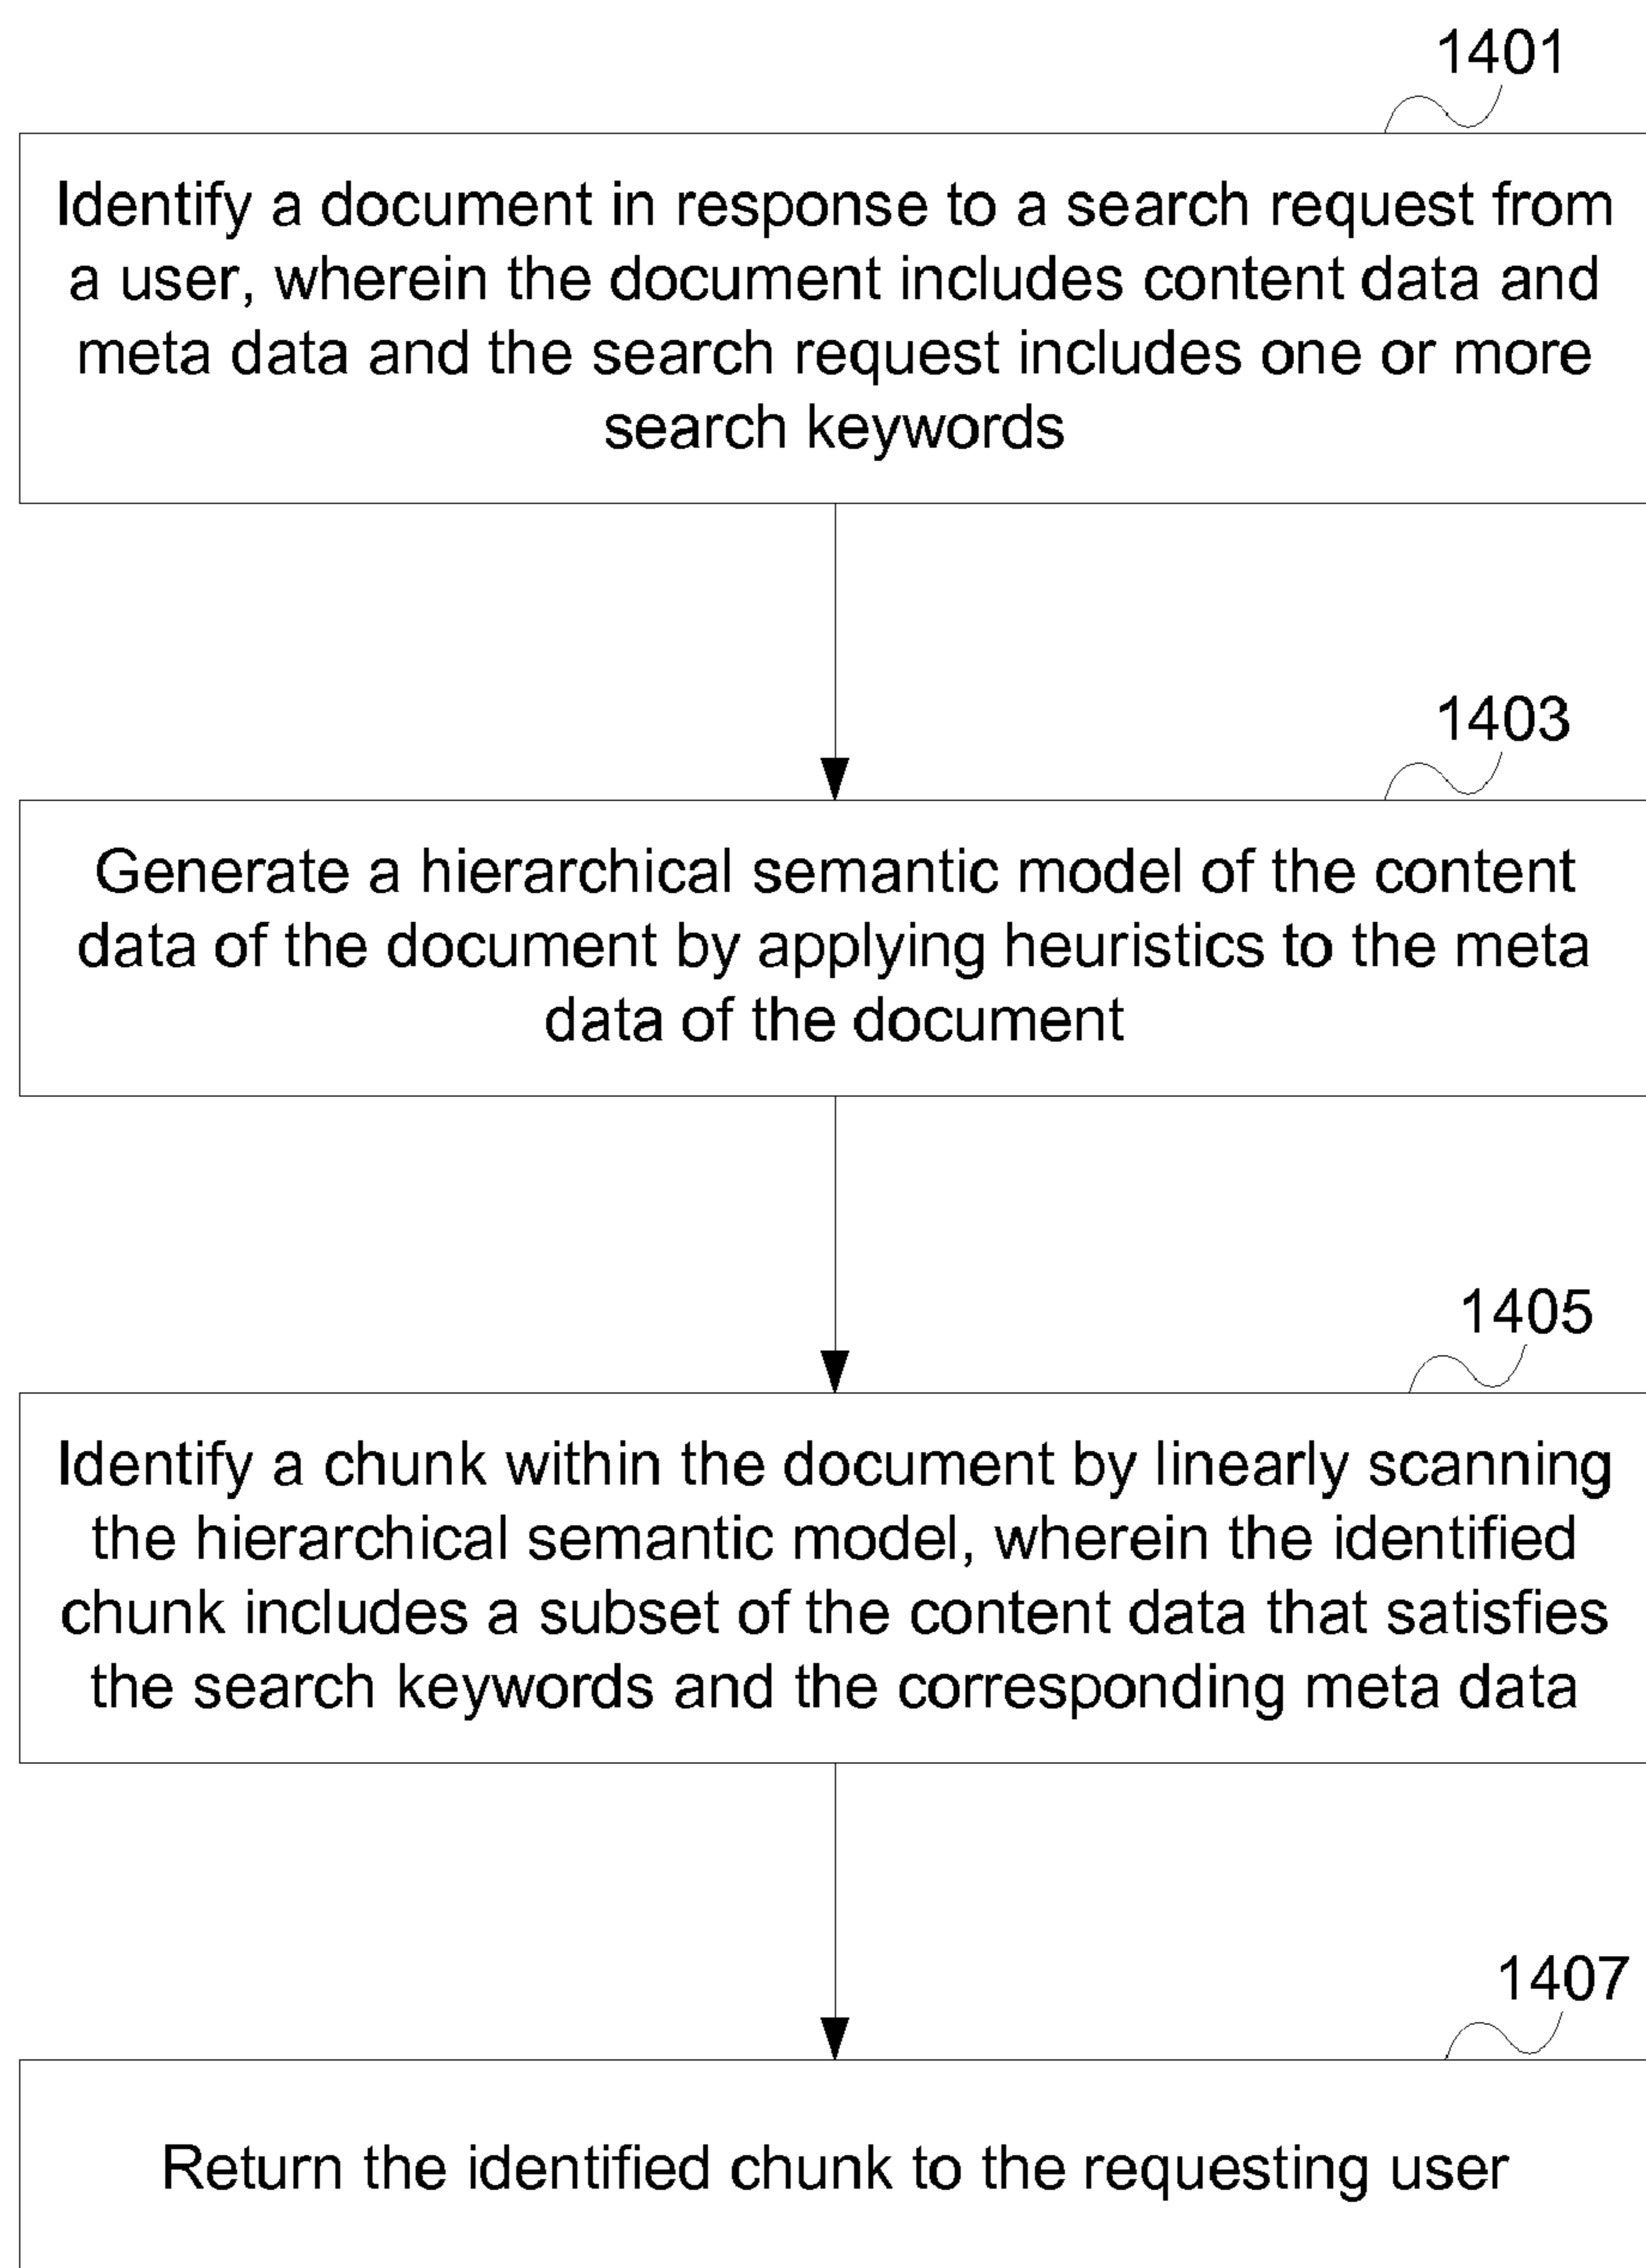 1401
Identify a document in response to a search request from
a user, wherein the document includes content data and
meta data and the search request includes one or more
search keywords
1403
Generate a hierarchical semantic model of the content
data of the document by applying heuristics to the meta
data of the document
1405
Identify a chunk within the document by linearly scanning
the hierarchical semantic model, wherein the identified
chunk includes a subset of the content data that satisfies
the search keywords and the corresponding meta data
1407
Return the identified chunk to the requesting user